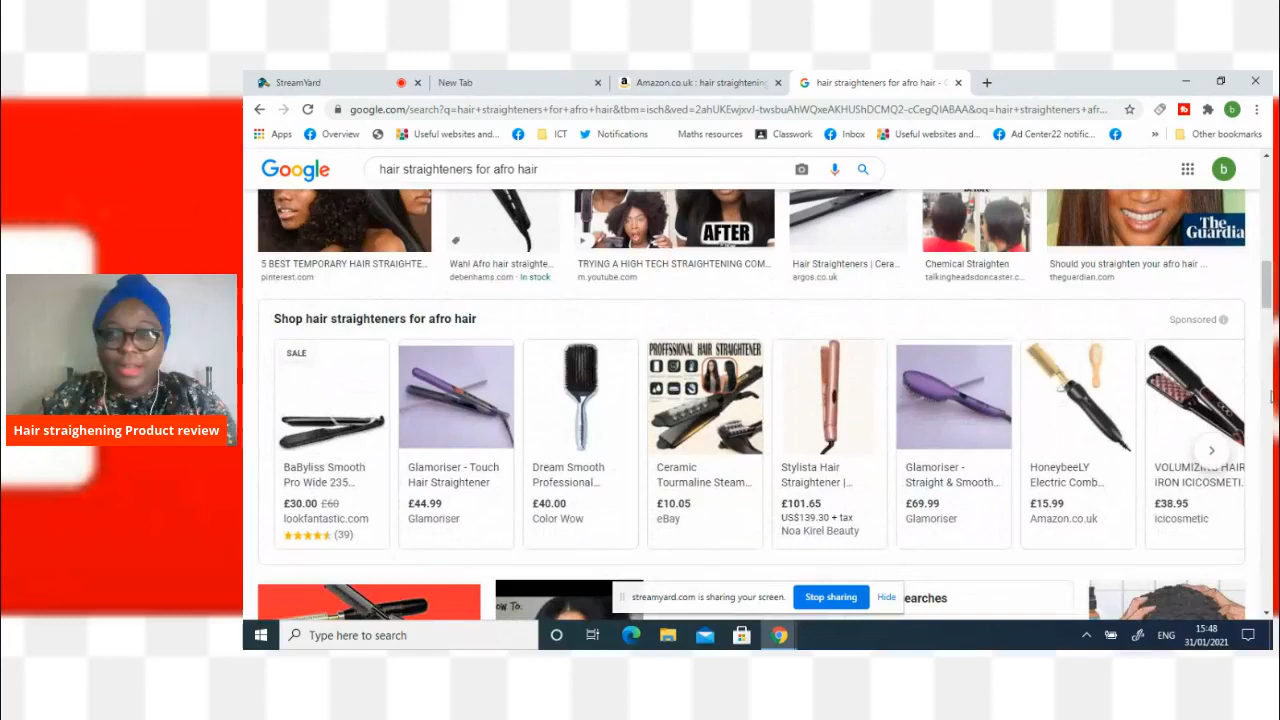 StreamYard
New Tab
Amazon.co.uk : hair straightening
hair straighteners for afro hair - G
google.com/search?q=hair+straighteners+for+afro+hair&tbm=isch&ved=2ahUKEwjxvJ-twsbuAhWQxeAKHUShDCMQ2-cCegQIABAA&oq=hair+straighteners+afr...
Apps
Overview
Useful websites and...
ICT
Notifications
Maths resources
Classwork
Inbox
Useful websites and...
Ad Center22 notific...
»
Other bookmarks
Google
hair straighteners for afro hair
b
AFTER
Before
The Guardia
5 BEST TEMPORARY HAIR STRAIGHTE...
pinterest.com
Wahl Afro hair straighte...
debenhams.com · In stock
TRYING A HIGH TECH STRAIGHTENING COM...
m.youtube.com
Hair Straighteners | Cera...
argos.co.uk
Chemical Straighten
talkingheadsdoncaster.c...
Should you straighten your afro hair ...
theguardian.com
Shop hair straighteners for afro hair
Sponsored
SALE
PROFFSSIONAL HAIR STRAIGHTENER
BaByliss Smooth
Pro Wide 235...
£30.00 £60
lookfantastic.com
(39)
Glamoriser - Touch
Hair Straightener
£44.99
Glamoriser
Dream Smooth
Professional...
£40.00
Color Wow
Ceramic
Tourmaline Steam...
£10.05
eBay
Stylista Hair
Straightener |...
£101.65
US$139.30 + tax
Noa Kirel Beauty
Glamoriser -
Straight & Smooth...
£69.99
Glamoriser
HoneybeeLY
Electric Comb...
£15.99
Amazon.co.uk
VOLUMIZING HAIR
IRON ICICOSMETI...
£38.95
icicosmetic
Hair straighening Product review
HOW TO:
streamyard.com is sharing your screen.
Stop sharing
Hide
earches
Type here to search
ENG
15:48
31/01/2021